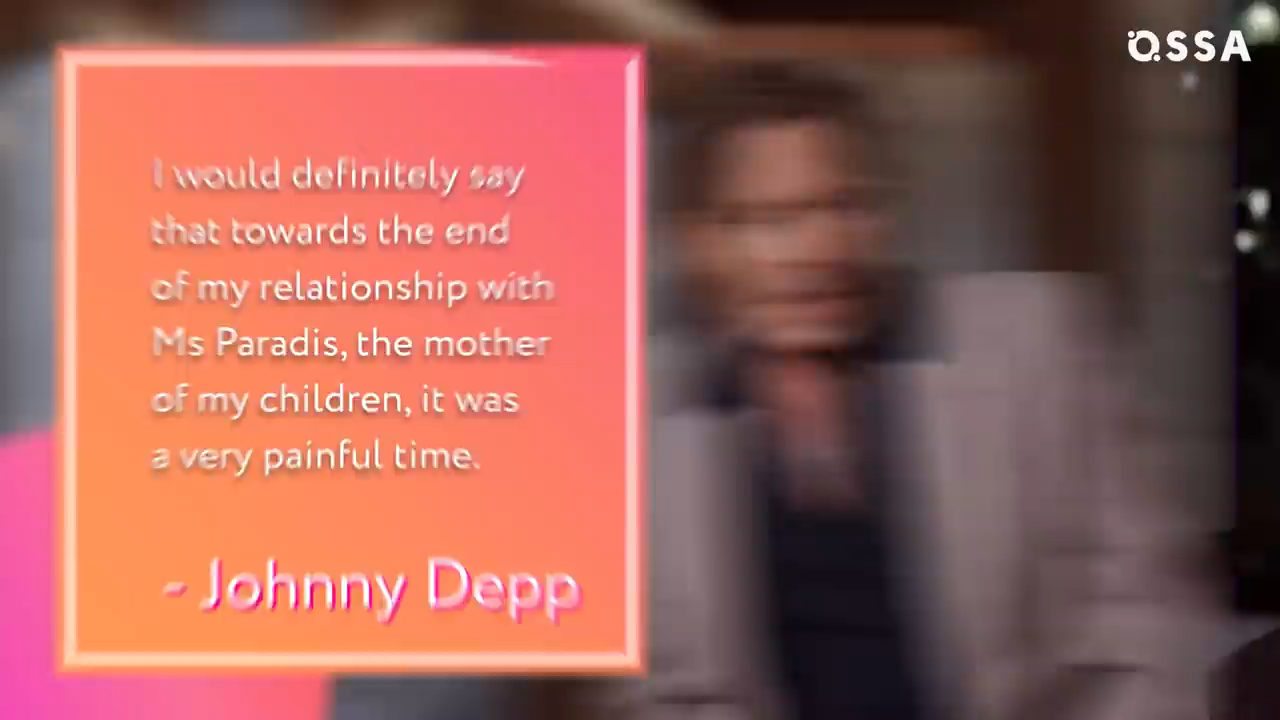 OSSA
I would definitely say
that towards the end
of my relationship with
Ms Paradis, the mother
of my children, it was
a very painful time.
- Johnny Depp